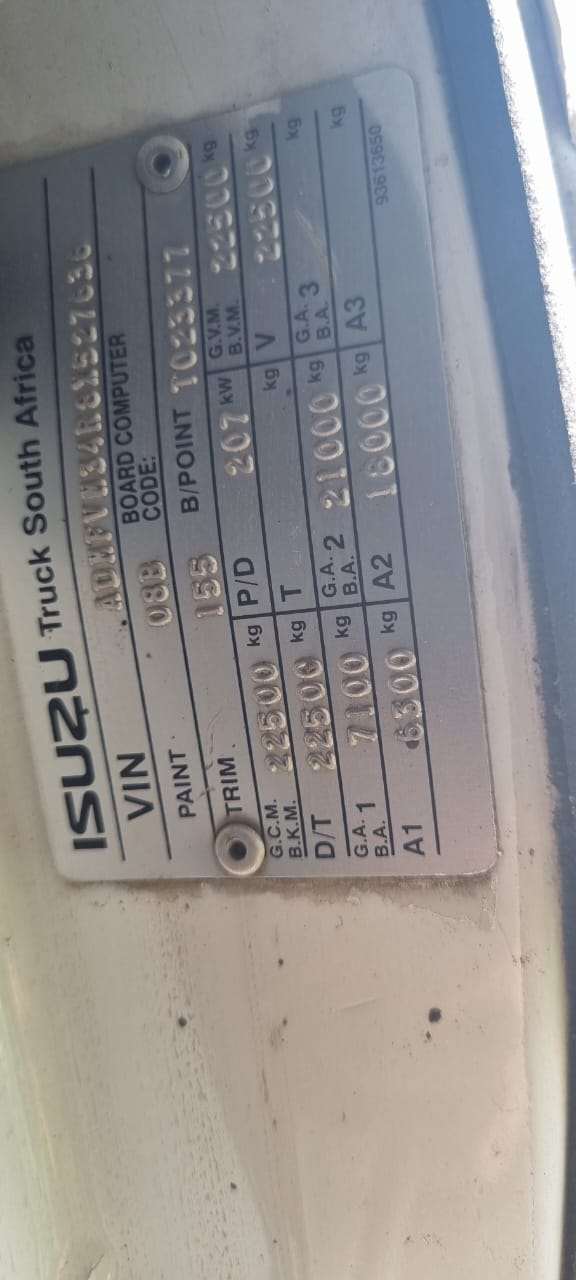 ISUZU Truck South Africa
VIN
PAINT 08B BOARD COMPUTER
CODE:
TRIM 155 B/POINT T023377
G.C.M.
B.K.M. 22500 kg P/D 207 kW G.V.M.
B.V.M. 22500 kg
D/T 22500 kg T kg V 22500 kg
G.A. 1
B.A. 7100 kg G.A. 2
B.A. 21000 kg G.A. 3
B.A. kg
A1 6300 kg A2 18000 kg A3 kg
93613650